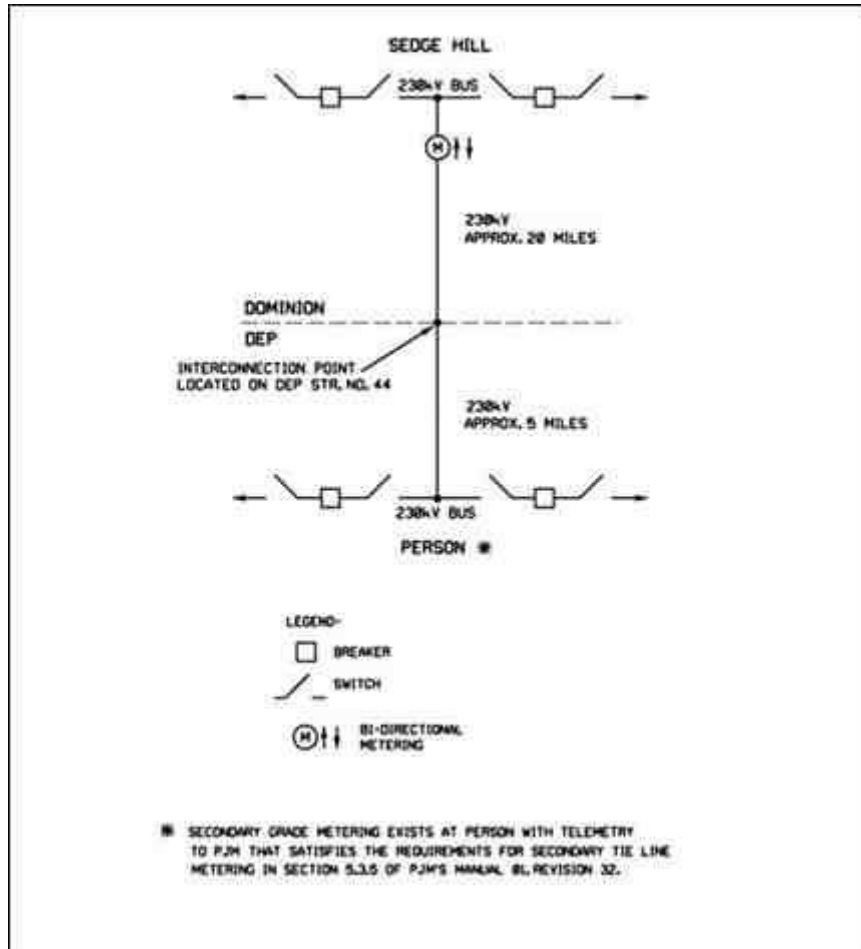 SEDGE HILL
230kV BUS
M
230kV
APPROX. 20 MILES
DOMINION
DEP
INTERCONNECTION POINT
LOCATED ON DEP STR. NO. 44
230kV
APPROX. 5 MILES
230kV BUS
PERSON *
LEGEND-
BREAKER
SWITCH
M BI-DIRECTIONAL
METERING
* SECONDARY GRADE METERING EXISTS AT PERSON WITH TELEMETRY
TO PJM THAT SATISFIES THE REQUIREMENTS FOR SECONDARY TIE LINE
METERING IN SECTION 5.3.5 OF PJM'S MANUAL 01, REVISION 32.